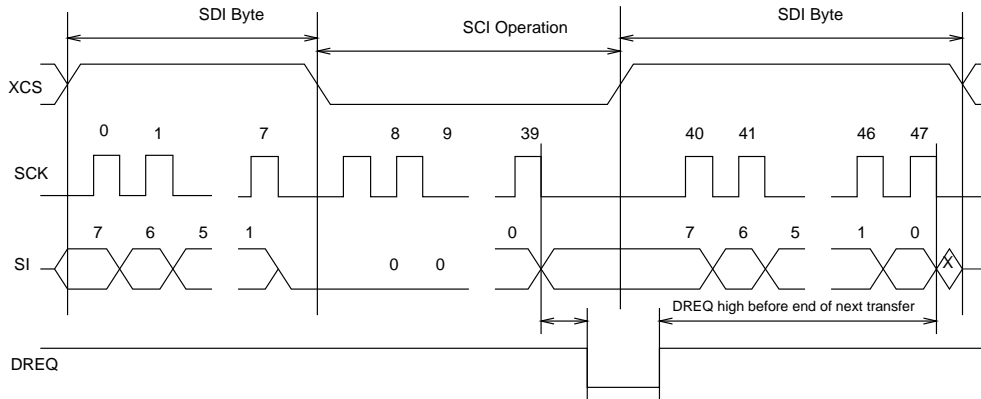 SDI Byte
SCI Operation
SDI Byte
XCS
0 1 7 8 9 39 40 41 46 47
SCK
7 6 5 1 0 7 6 5 1 0
SI
0 0 X
DREQ high before end of next transfer
DREQ